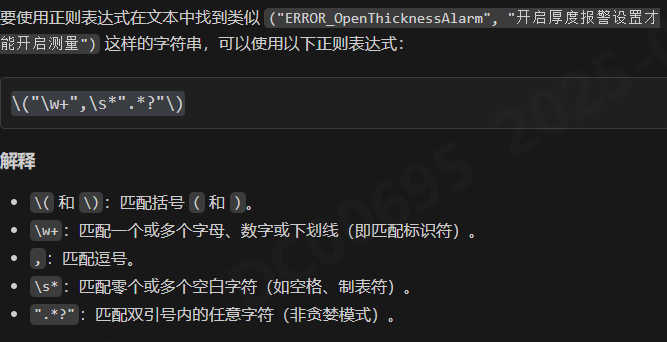 要使用正则表达式在文本中找到类似 ("ERROR_OpenThicknessAlarm", "开启厚度报警设置才
能开启测量") 这样的字符串，可以使用以下正则表达式：
\("\w+",\s*".*?"\)
解释
• \( 和 \)：匹配括号 ( 和 )。
• \w+：匹配一个或多个字母、数字或下划线（即匹配标识符）。
• ,：匹配逗号。
• \s*：匹配零个或多个空白字符（如空格、制表符）。
• ".*?"：匹配双引号内的任意字符（非贪婪模式）。